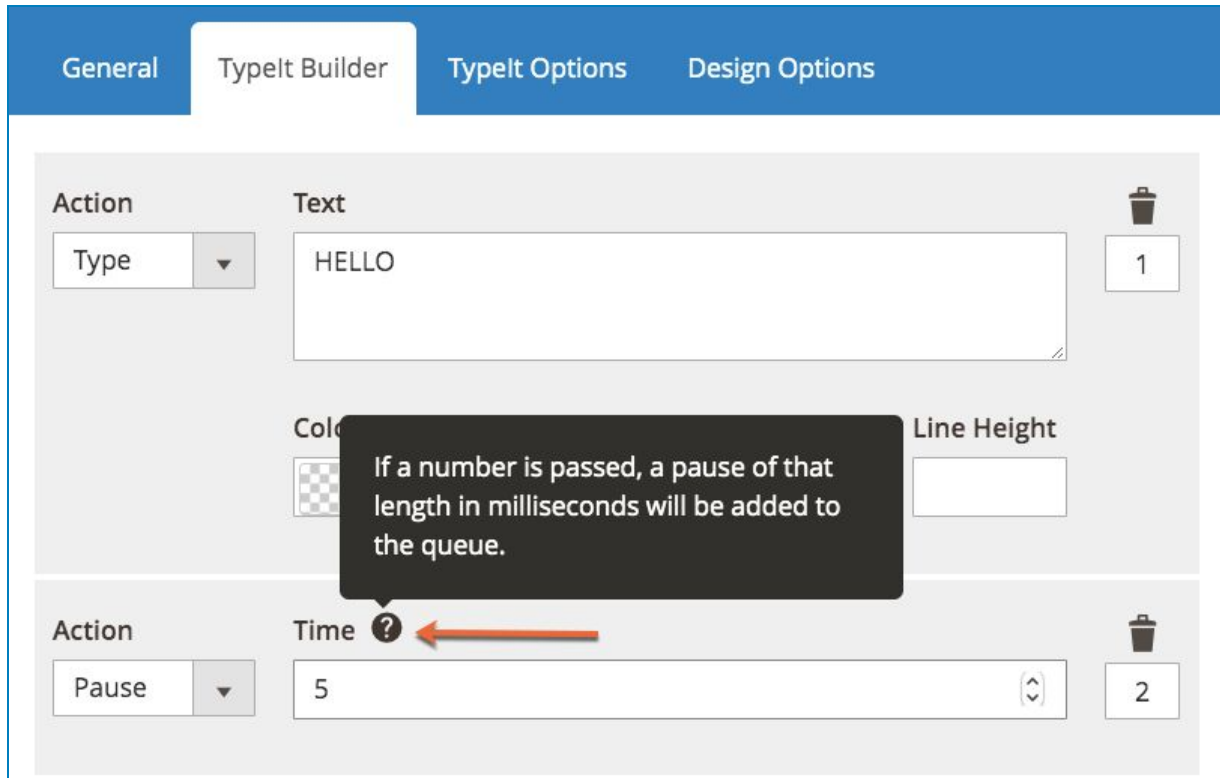 General TypeIt Builder TypeIt Options Design Options
Action Text
Type HELLO 1
Line Height
If a number is passed, a pause of that
length in milliseconds will be added to
the queue.
Action Time ?
Pause 5 2